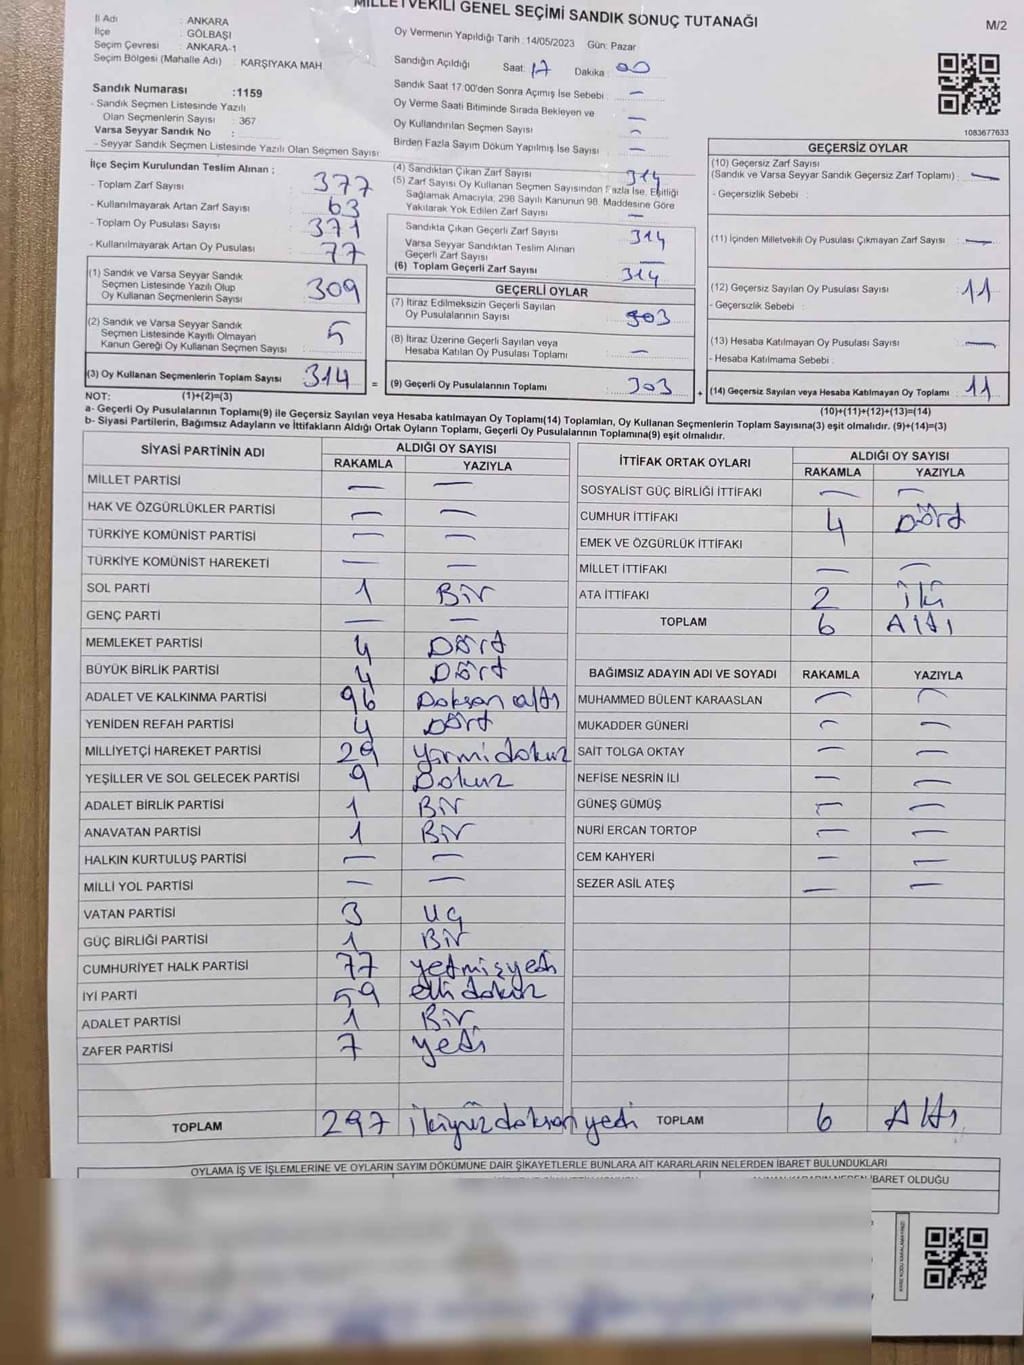 MİLLETVEKİLİ GENEL SEÇİMİ SANDIK SONUÇ TUTANAĞI
M/2
İl Adı : ANKARA
İlçe : GÖLBAŞI
Seçim Çevresi : ANKARA-1
Seçim Bölgesi (Mahalle Adı) : KARŞIYAKA MAH
Sandık Numarası :1159
- Sandık Seçmen Listesinde Yazılı
Olan Seçmenlerin Sayısı : 367
Varsa Seyyar Sandık No :
- Seyyar Sandık Seçmen Listesinde Yazılı Olan Seçmen Sayısı
Oy Vermenin Yapıldığı Tarih : 14/05/2023 Gün: Pazar
Sandığın Açıldığı Saat: 17 Dakika : 00
Sandık Saat 17:00'den Sonra Açımış İse Sebebi : —
Oy Verme Saati Bitiminde Sırada Bekleyen ve : —
Oy Kullandırılan Seçmen Sayısı : —
Birden Fazla Sayım Döküm Yapılmış İse Sayısı : —
1083677633
İlçe Seçim Kurulundan Teslim Alınan :
- Toplam Zarf Sayısı : 377
- Kullanılmayarak Artan Zarf Sayısı : 63
- Toplam Oy Pusulası Sayısı : 371
- Kullanılmayarak Artan Oy Pusulası : 77
(1) Sandık ve Varsa Seyyar Sandık
Seçmen Listesinde Yazılı Olup
Oy Kullanan Seçmenlerin Sayısı : 309
(2) Sandık ve Varsa Seyyar Sandık
Seçmen Listesinde Kayıtlı Olmayan
Kanun Gereği Oy Kullanan Seçmen Sayısı : 5
(3) Oy Kullanan Seçmenlerin Toplam Sayısı : 314 =
(4) Sandıktan Çıkan Zarf Sayısı : 314
(5) Zarf Sayısı Oy Kullanan Seçmen Sayısından Fazla İse, Eşitliği
Sağlamak Amacıyla; 298 Sayılı Kanunun 98. Maddesine Göre
Yakılarak Yok Edilen Zarf Sayısı : —
Sandıkta Çıkan Geçerli Zarf Sayısı : 314
Varsa Seyyar Sandıktan Teslim Alınan
Geçerli Zarf Sayısı : —
(6) Toplam Geçerli Zarf Sayısı : 314
GEÇERLİ OYLAR
(7) İtiraz Edilmeksizin Geçerli Sayılan
Oy Pusulalarının Sayısı : 303
(8) İtiraz Üzerine Geçerli Sayılan veya
Hesaba Katılan Oy Pusulası Toplamı : —
(9) Geçerli Oy Pusulalarının Toplamı : 303 +
GEÇERSİZ OYLAR
(10) Geçersiz Zarf Sayısı
(Sandık ve Varsa Seyyar Sandık Geçersiz Zarf Toplamı) : —
- Geçersizlik Sebebi :
(11) İçinden Milletvekili Oy Pusulası Çıkmayan Zarf Sayısı : —
(12) Geçersiz Sayılan Oy Pusulası Sayısı : 11
- Geçersizlik Sebebi :
(13) Hesaba Katılmayan Oy Pusulası Sayısı : —
- Hesaba Katılmama Sebebi :
(14) Geçersiz Sayılan veya Hesaba Katılmayan Oy Toplamı : 11
NOT: (1)+(2)=(3)
(10)+(11)+(12)+(13)=(14)
a- Geçerli Oy Pusulalarının Toplamı(9) ile Geçersiz Sayılan veya Hesaba katılmayan Oy Toplamı(14) Toplamları, Oy Kullanan Seçmenlerin Toplam Sayısına(3) eşit olmalıdır. (9)+(14)=(3)
b- Siyasi Partilerin, Bağımsız Adayların ve İttifakların Aldığı Ortak Oyların Toplamı, Geçerli Oy Pusulalarının Toplamına(9) eşit olmalıdır.
SİYASİ PARTİNİN ADI ALDIĞI OY SAYISI
RAKAMLA YAZIYLA
MİLLET PARTİSİ — —
HAK VE ÖZGÜRLÜKLER PARTİSİ — —
TÜRKİYE KOMÜNİST PARTİSİ — —
TÜRKİYE KOMÜNİST HAREKETİ — —
SOL PARTİ 1 Bir
GENÇ PARTİ — —
MEMLEKET PARTİSİ 4 Dört
BÜYÜK BİRLİK PARTİSİ 4 Dört
ADALET VE KALKINMA PARTİSİ 96 Doksan altı
YENİDEN REFAH PARTİSİ 4 Dört
MİLLİYETÇİ HAREKET PARTİSİ 29 yirmi dokuz
YEŞİLLER VE SOL GELECEK PARTİSİ 9 Dokuz
ADALET BİRLİK PARTİSİ 1 Bir
ANAVATAN PARTİSİ 1 Bir
HALKIN KURTULUŞ PARTİSİ — —
MİLLİ YOL PARTİSİ — —
VATAN PARTİSİ 3 Uç
GÜÇ BİRLİĞİ PARTİSİ 1 Bir
CUMHURİYET HALK PARTİSİ 77 yetmişyedi
İYİ PARTİ 59 elli dokuz
ADALET PARTİSİ 1 Bir
ZAFER PARTİSİ 7 yedi
TOPLAM 297 ikiyüz doksan yedi
İTTİFAK ORTAK OYLARI ALDIĞI OY SAYISI
RAKAMLA YAZIYLA
SOSYALİST GÜÇ BİRLİĞİ İTTİFAKI — —
CUMHUR İTTİFAKI 4 Dört
EMEK VE ÖZGÜRLÜK İTTİFAKI
MİLLET İTTİFAKI — —
ATA İTTİFAKI 2 iki
TOPLAM 6 Altı
BAĞIMSIZ ADAYIN ADI VE SOYADI RAKAMLA YAZIYLA
MUHAMMED BÜLENT KARAASLAN — —
MUKADDER GÜNERİ — —
SAİT TOLGA OKTAY — —
NEFİSE NESRİN İLİ — —
GÜNEŞ GÜMÜŞ — —
NURİ ERCAN TORTOP — —
CEM KAHYERİ — —
SEZER ASİL ATEŞ — —
TOPLAM 6 Altı
OYLAMA İŞ VE İŞLEMLERİNE VE OYLARIN SAYIM DÖKÜMÜNE DAİR ŞİKAYETLERLE BUNLARA AİT KARARLARIN NELERDEN İBARET BULUNDUKLARI
İBARET OLDUĞU